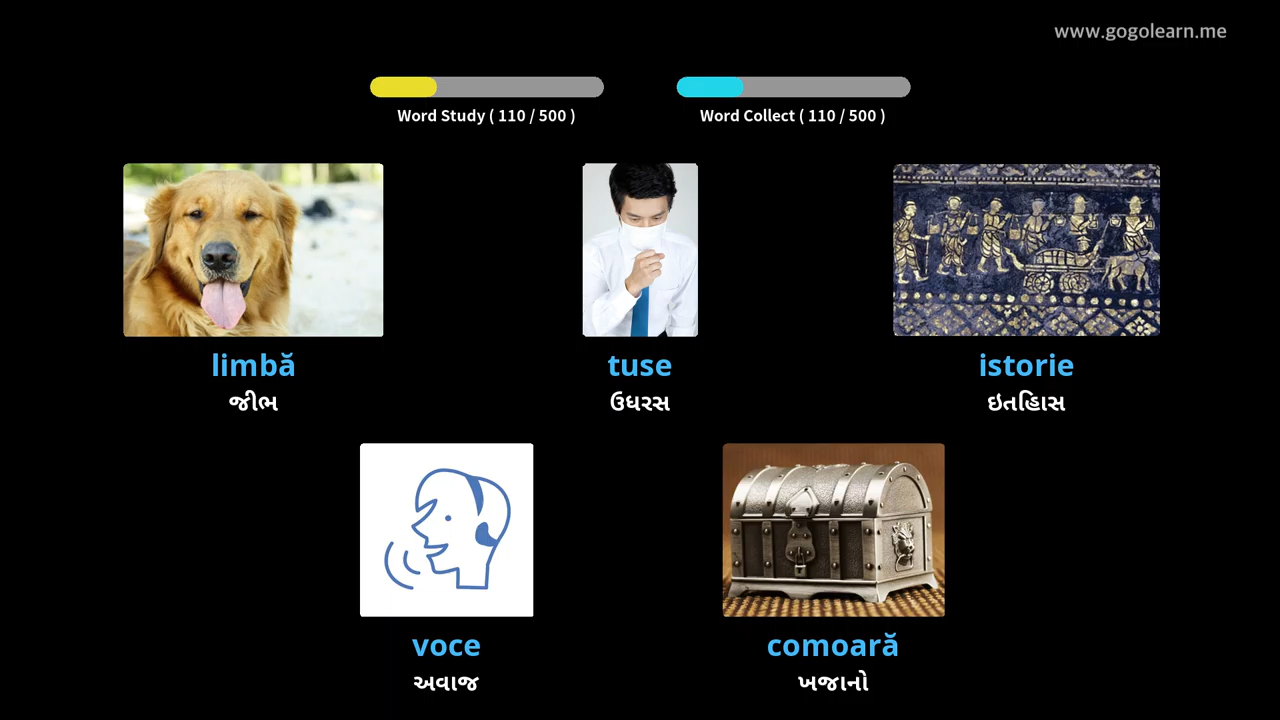 www.gogolearn.me
Word Study ( 110 / 500 )
Word Collect ( 110 / 500 )
limbă
tuse
istorie
જીભ
ઉધરસ
ઇતિહાસ
voce
comoară
અવાજ
ખજાનો